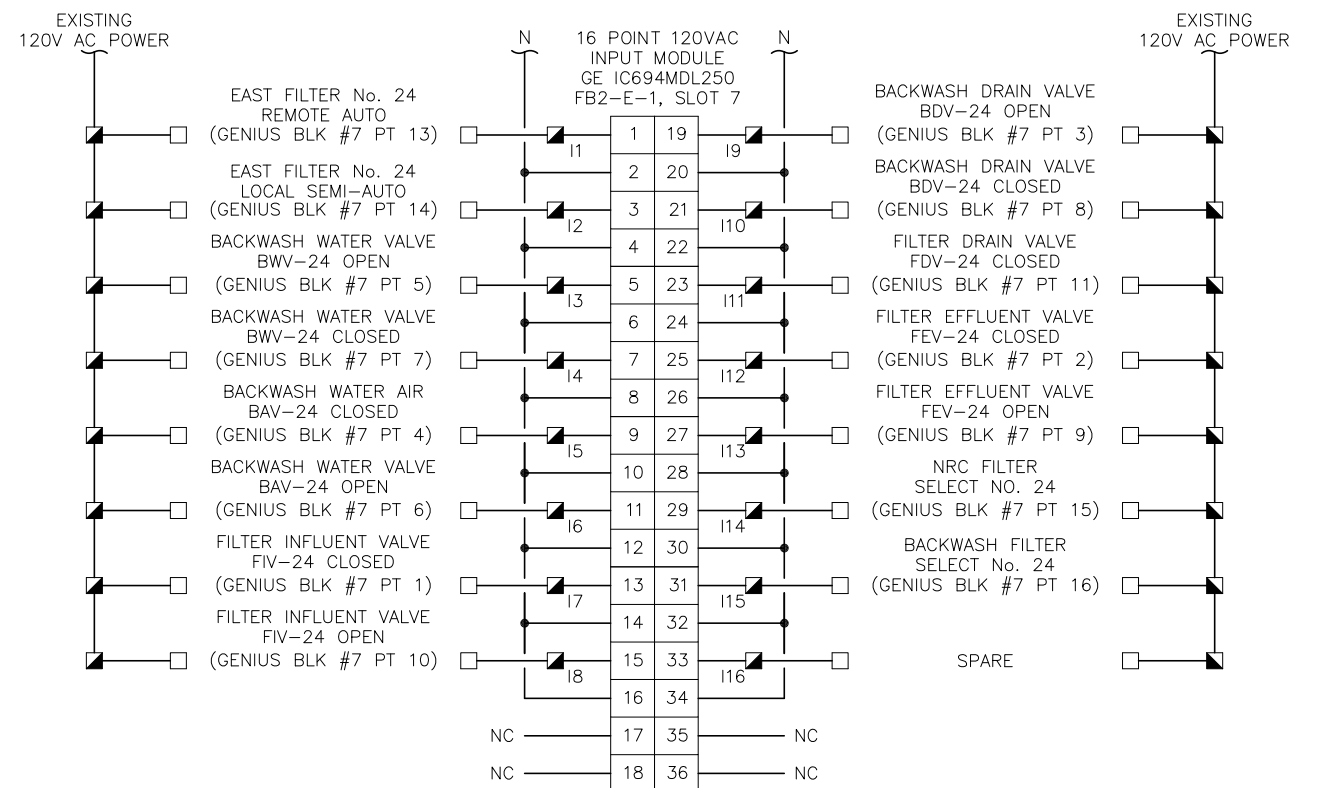 EXISTING
120V AC POWER
N
16 POINT 120VAC
INPUT MODULE
GE IC694MDL250
FB2-E-1, SLOT 7
N
EXISTING
120V AC POWER
EAST FILTER No. 24
REMOTE AUTO
(GENIUS BLK #7 PT 13)
I1
1 19
I9
BACKWASH DRAIN VALVE
BDV-24 OPEN
(GENIUS BLK #7 PT 3)
2 20
EAST FILTER No. 24
LOCAL SEMI-AUTO
(GENIUS BLK #7 PT 14)
I2
3 21
I10
BACKWASH DRAIN VALVE
BDV-24 CLOSED
(GENIUS BLK #7 PT 8)
4 22
BACKWASH WATER VALVE
BWV-24 OPEN
(GENIUS BLK #7 PT 5)
I3
5 23
I11
FILTER DRAIN VALVE
FDV-24 CLOSED
(GENIUS BLK #7 PT 11)
6 24
BACKWASH WATER VALVE
BWV-24 CLOSED
(GENIUS BLK #7 PT 7)
I4
7 25
I12
FILTER EFFLUENT VALVE
FEV-24 CLOSED
(GENIUS BLK #7 PT 2)
8 26
BACKWASH WATER AIR
BAV-24 CLOSED
(GENIUS BLK #7 PT 4)
I5
9 27
I13
FILTER EFFLUENT VALVE
FEV-24 OPEN
(GENIUS BLK #7 PT 9)
10 28
BACKWASH WATER VALVE
BAV-24 OPEN
(GENIUS BLK #7 PT 6)
I6
11 29
I14
NRC FILTER
SELECT NO. 24
(GENIUS BLK #7 PT 15)
12 30
FILTER INFLUENT VALVE
FIV-24 CLOSED
(GENIUS BLK #7 PT 1)
I7
13 31
I15
BACKWASH FILTER
SELECT No. 24
(GENIUS BLK #7 PT 16)
14 32
FILTER INFLUENT VALVE
FIV-24 OPEN
(GENIUS BLK #7 PT 10)
I8
15 33
I16
SPARE
16 34
NC 17 35 NC
NC 18 36 NC